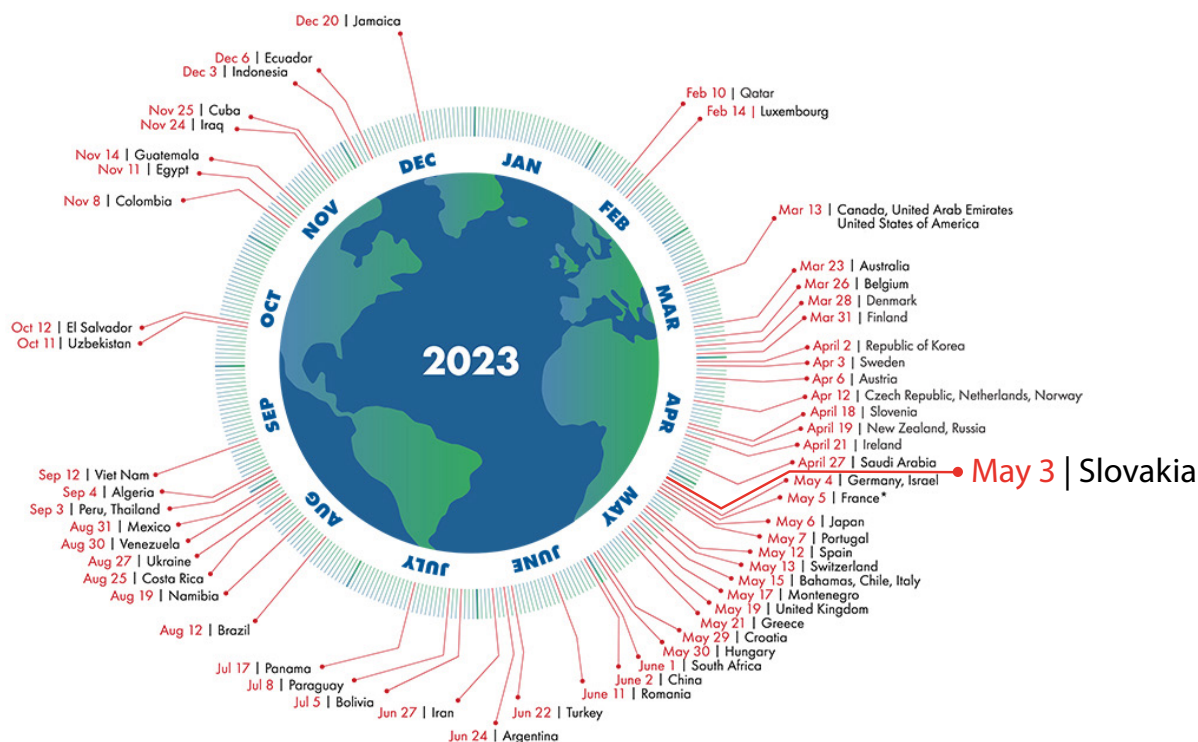 Dec 20 | Jamaica
Dec 6 | Ecuador
Dec 3 | Indonesia
Nov 25 | Cuba
Nov 24 | Iraq
Nov 14 | Guatemala
Nov 11 | Egypt
Nov 8 | Colombia
Oct 12 | El Salvador
Oct 11 | Uzbekistan
Sep 12 | Viet Nam
Sep 4 | Algeria
Sep 3 | Peru, Thailand
Aug 31 | Mexico
Aug 30 | Venezuela
Aug 27 | Ukraine
Aug 25 | Costa Rica
Aug 19 | Namibia
Aug 12 | Brazil
Jul 17 | Panama
Jul 8 | Paraguay
Jul 5 | Bolivia
Jun 27 | Iran
Jun 24 | Argentina
Jun 22 | Turkey
JAN
FEB
MAR
APR
MAY
JUNE
JULY
AUG
SEP
OCT
NOV
DEC
2023
Feb 10 | Qatar
Feb 14 | Luxembourg
Mar 13 | Canada, United Arab Emirates
United States of America
Mar 23 | Australia
Mar 26 | Belgium
Mar 28 | Denmark
Mar 31 | Finland
April 2 | Republic of Korea
Apr 3 | Sweden
Apr 6 | Austria
Apr 12 | Czech Republic, Netherlands, Norway
April 18 | Slovenia
April 19 | New Zealand, Russia
April 21 | Ireland
April 27 | Saudi Arabia
May 3 | Slovakia
May 4 | Germany, Israel
May 5 | France*
May 6 | Japan
May 7 | Portugal
May 12 | Spain
May 13 | Switzerland
May 15 | Bahamas, Chile, Italy
May 17 | Montenegro
May 19 | United Kingdom
May 21 | Greece
May 29 | Croatia
May 30 | Hungary
June 1 | South Africa
June 2 | China
June 11 | Romania